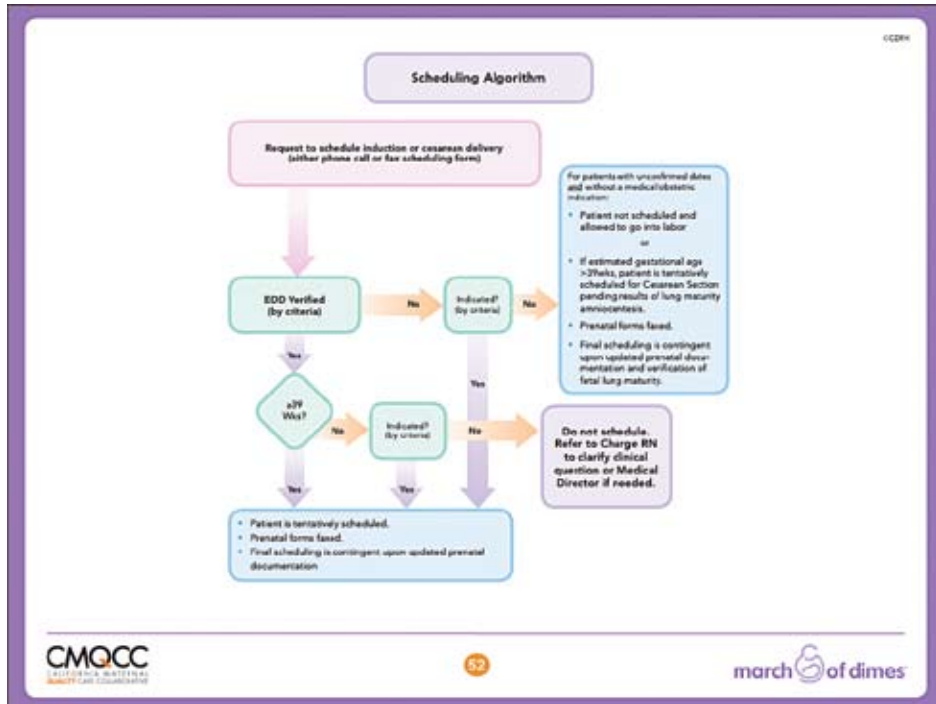 ©CDPH
Scheduling Algorithm
Request to schedule induction or cesarean delivery
(either phone call or fax scheduling form)
For patients with unconfirmed dates
and without a medical obstetric
indication:
• Patient not scheduled and
allowed to go into labor
or
• If estimated gestational age
>39wks, patient is tentatively
scheduled for Cesarean Section
pending results of lung maturity
amniocentesis.
• Prenatal forms faxed.
• Final scheduling is contingent
upon updated prenatal docu-
mentation and verification of
fetal lung maturity.
EDD Verified
(by criteria)
No
Indicated?
(by criteria)
No
Yes
Yes
≥39
Wks?
No
Indicated?
(by criteria)
No
Do not schedule.
Refer to Charge RN
to clarify clinical
question or Medical
Director if needed.
Yes
Yes
• Patient is tentatively scheduled.
• Prenatal forms faxed.
• Final scheduling is contingent upon updated prenatal
documentation
CMQCC
CALIFORNIA MATERNAL
QUALITY CARE COLLABORATIVE
52
march of dimes